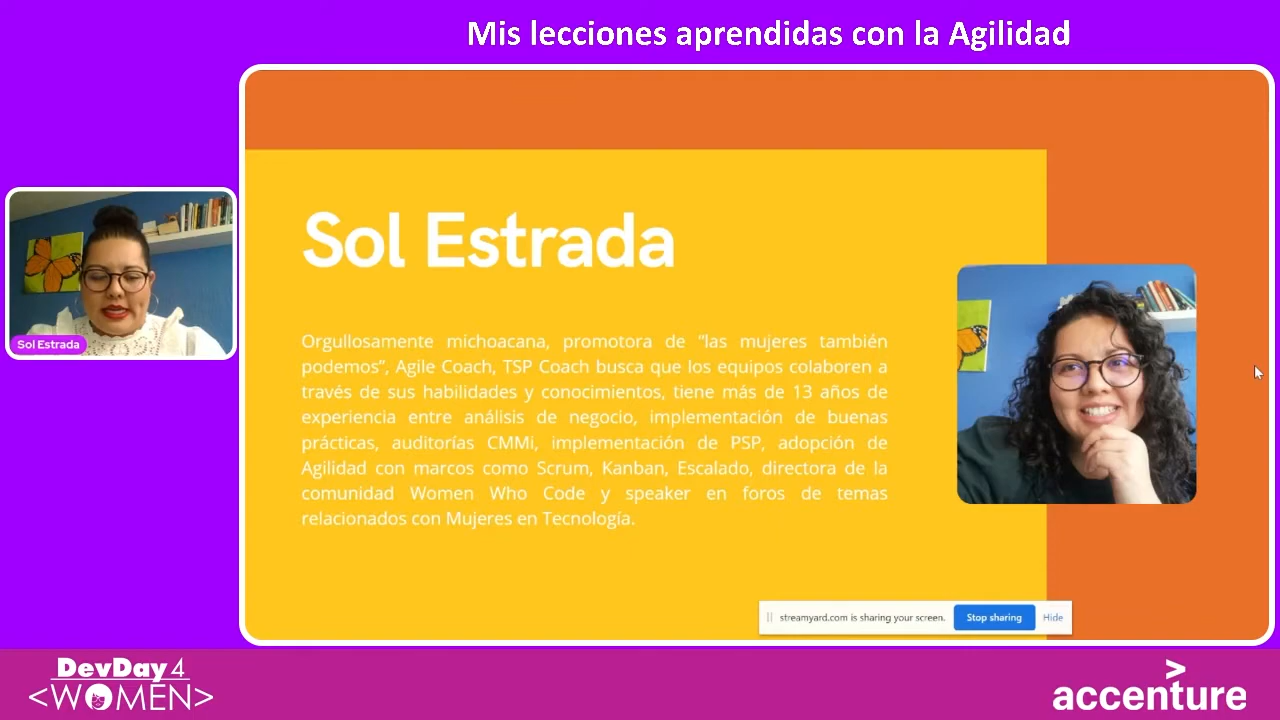 Mis lecciones aprendidas con la Agilidad
Sol Estrada
Sol Estrada
Orgullosamente michoacana, promotora de “las mujeres también
podemos”, Agile Coach, TSP Coach busca que los equipos colaboren a
través de sus habilidades y conocimientos, tiene más de 13 años de
experiencia entre análisis de negocio, implementación de buenas
prácticas, auditorías CMMi, implementación de PSP, adopción de
Agilidad con marcos como Scrum, Kanban, Escalado, directora de la
comunidad Women Who Code y speaker en foros de temas
relacionados con Mujeres en Tecnología.
streamyard.com is sharing your screen. Stop sharing Hide
DevDay4
<WOMEN>
accenture